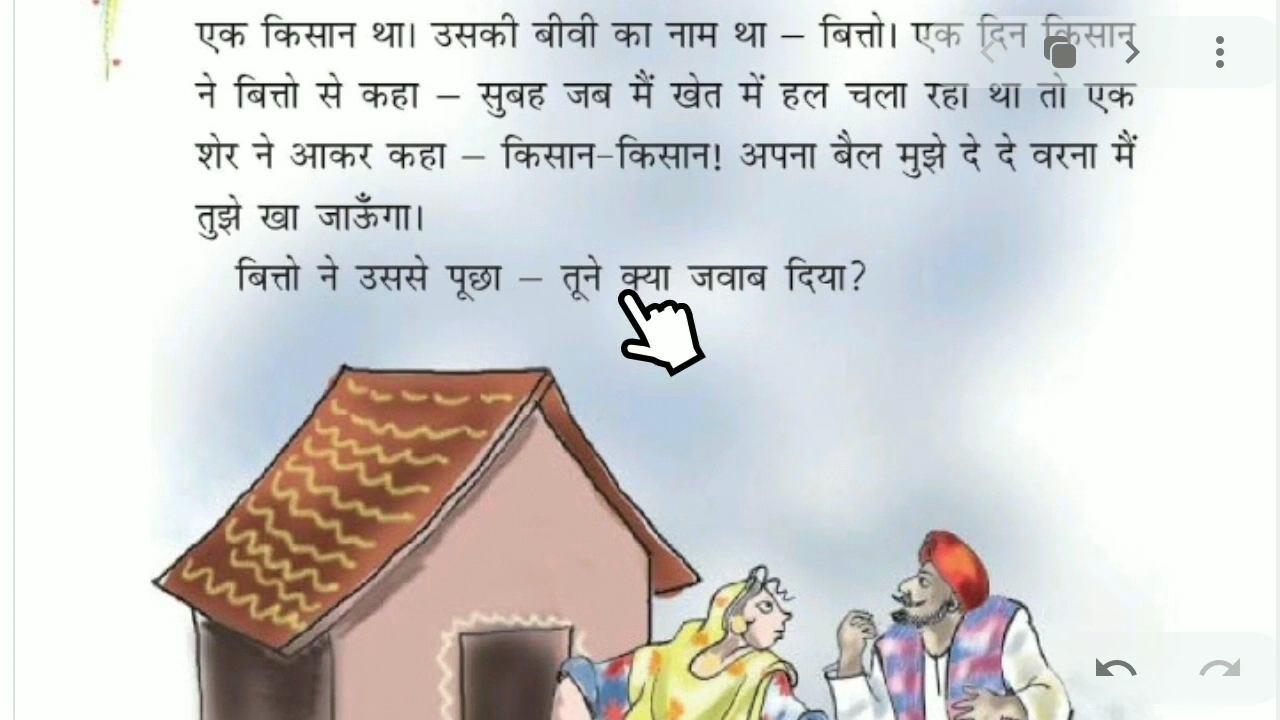 एक किसान था। उसकी बीवी का नाम था – बित्तो। एक दिन किसान
ने बित्तो से कहा – सुबह जब मैं खेत में हल चला रहा था तो एक
शेर ने आकर कहा – किसान-किसान! अपना बैल मुझे दे दे वरना मैं
तुझे खा जाऊँगा।
बित्तो ने उससे पूछा – तूने क्या जवाब दिया?